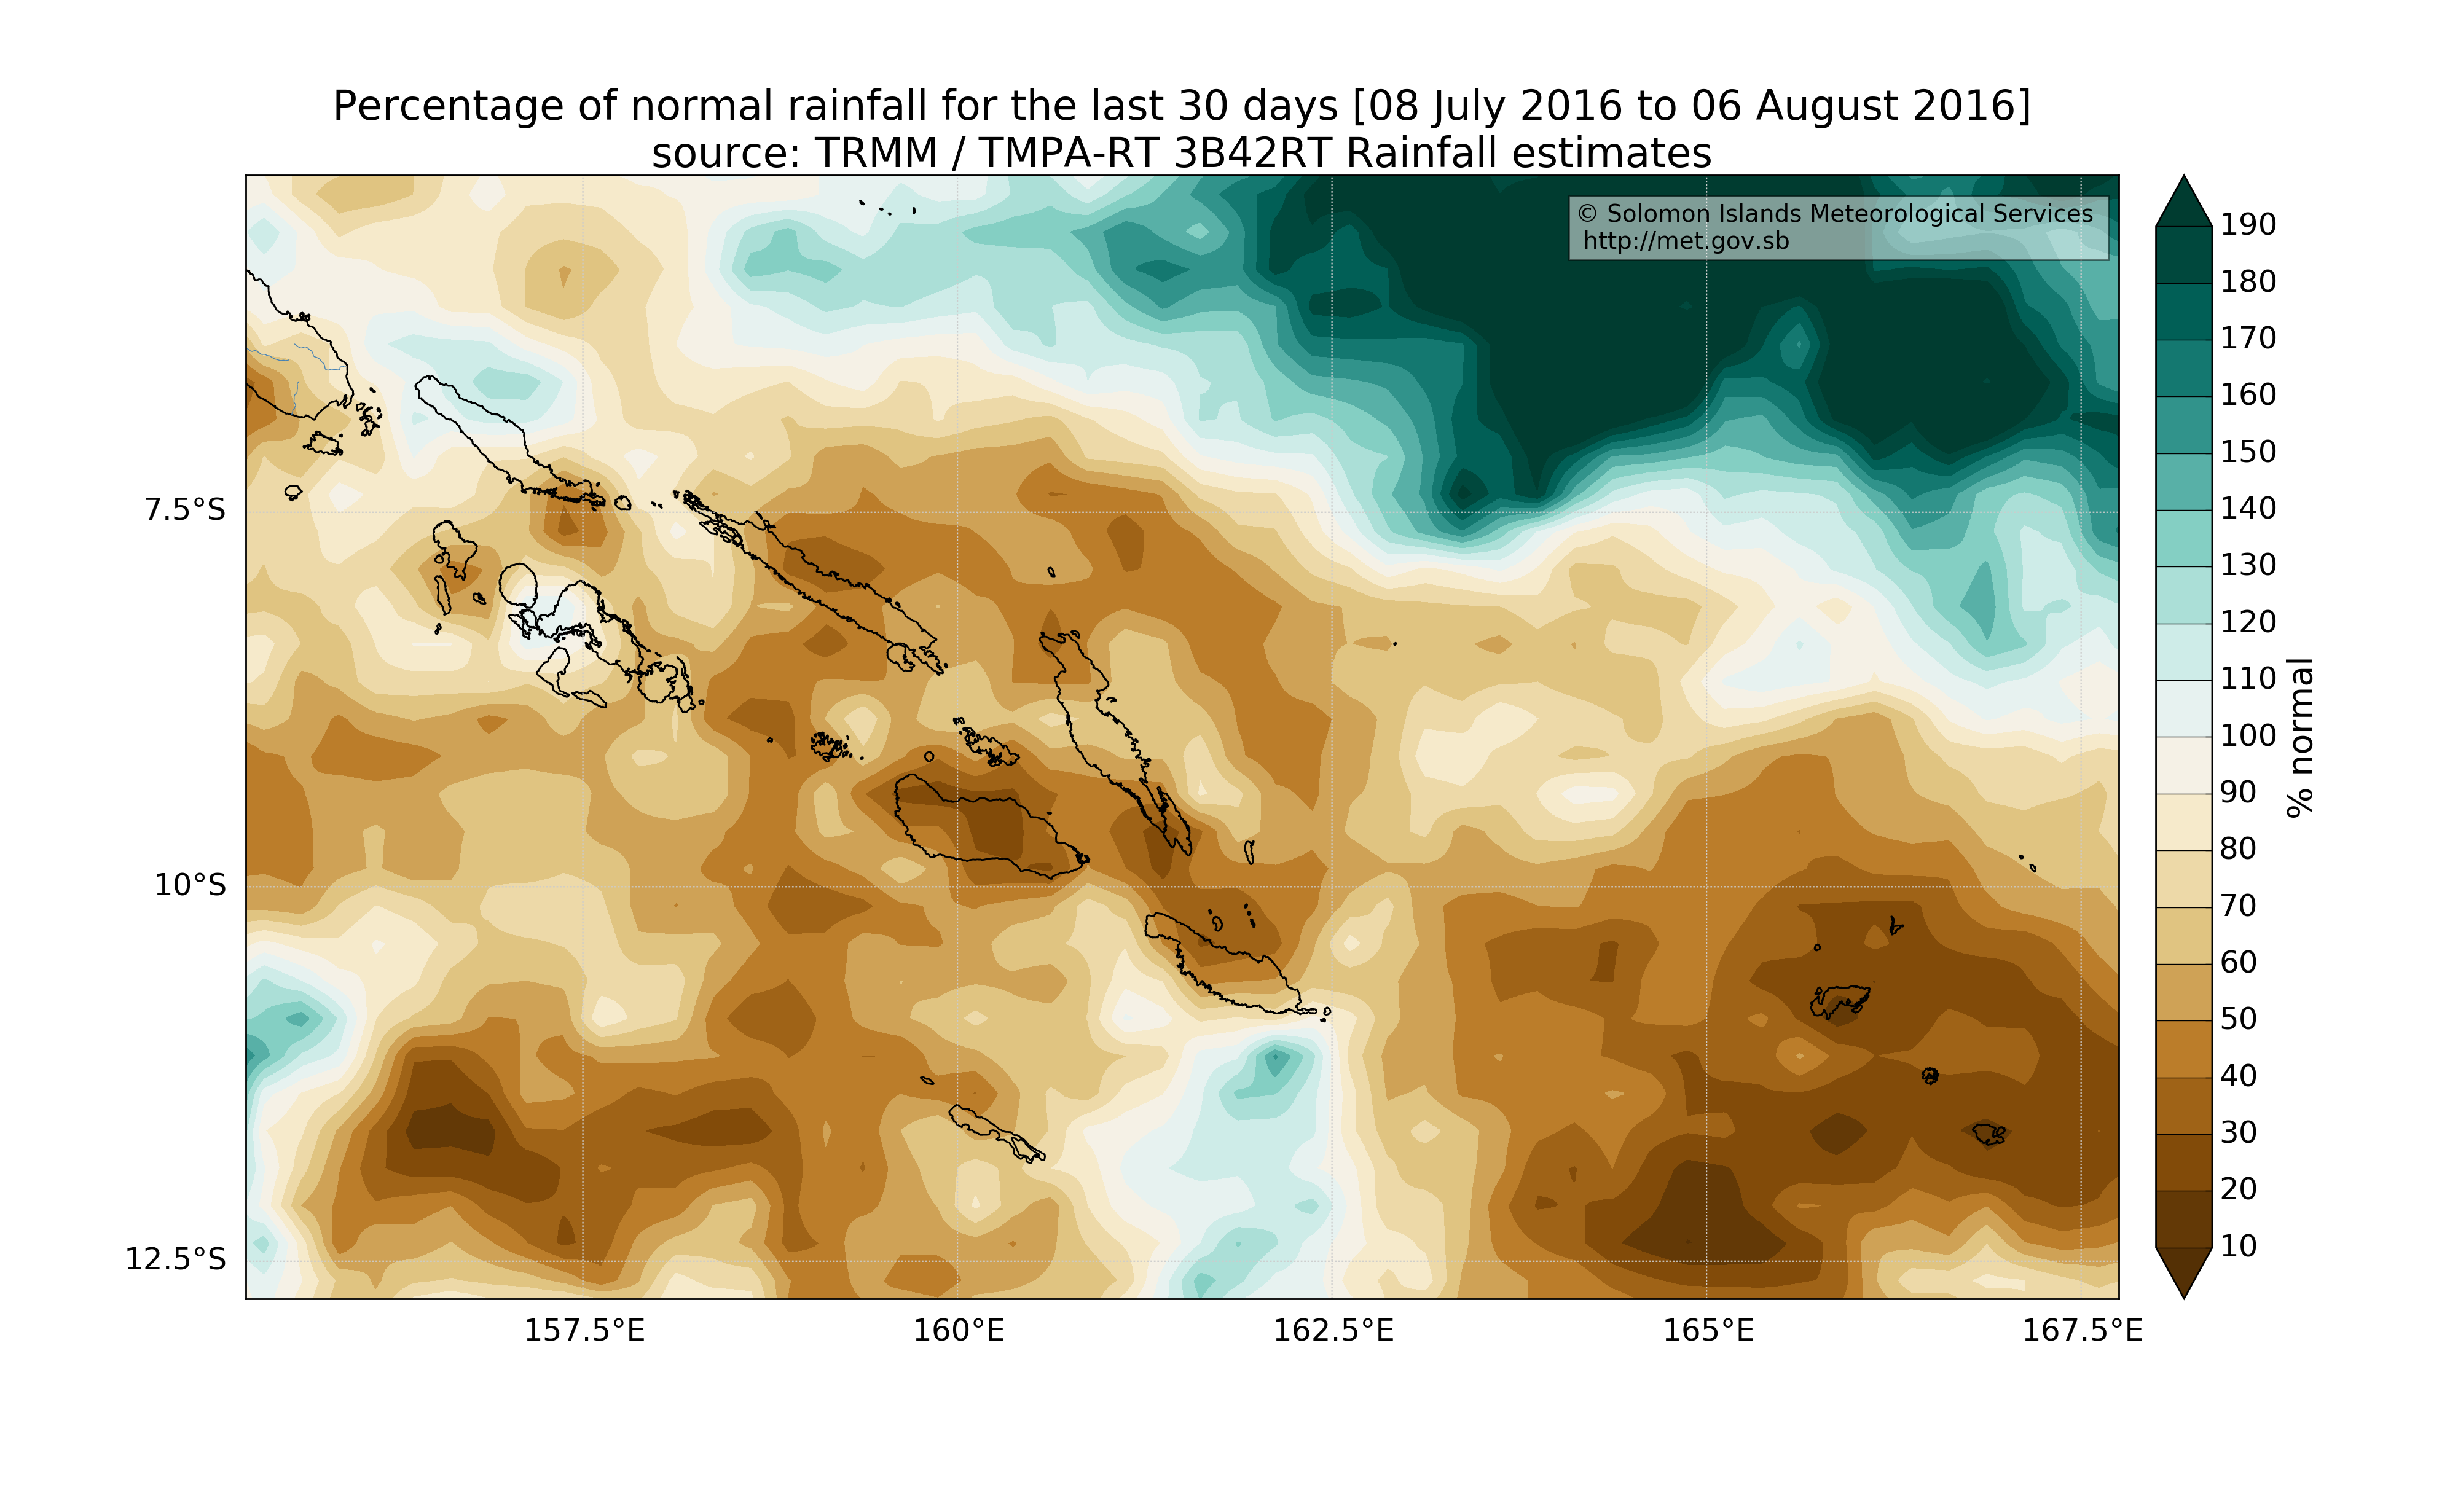 Percentage of normal rainfall for the last 30 days [08 July 2016 to 06 August 2016]
source: TRMM / TMPA-RT 3B42RT Rainfall estimates
© Solomon Islands Meteorological Services
http://met.gov.sb
7.5°S
10°S
12.5°S
157.5°E
160°E
162.5°E
165°E
167.5°E
190
180
170
160
150
140
130
120
110
100
90
80
70
60
50
40
30
20
10
% normal